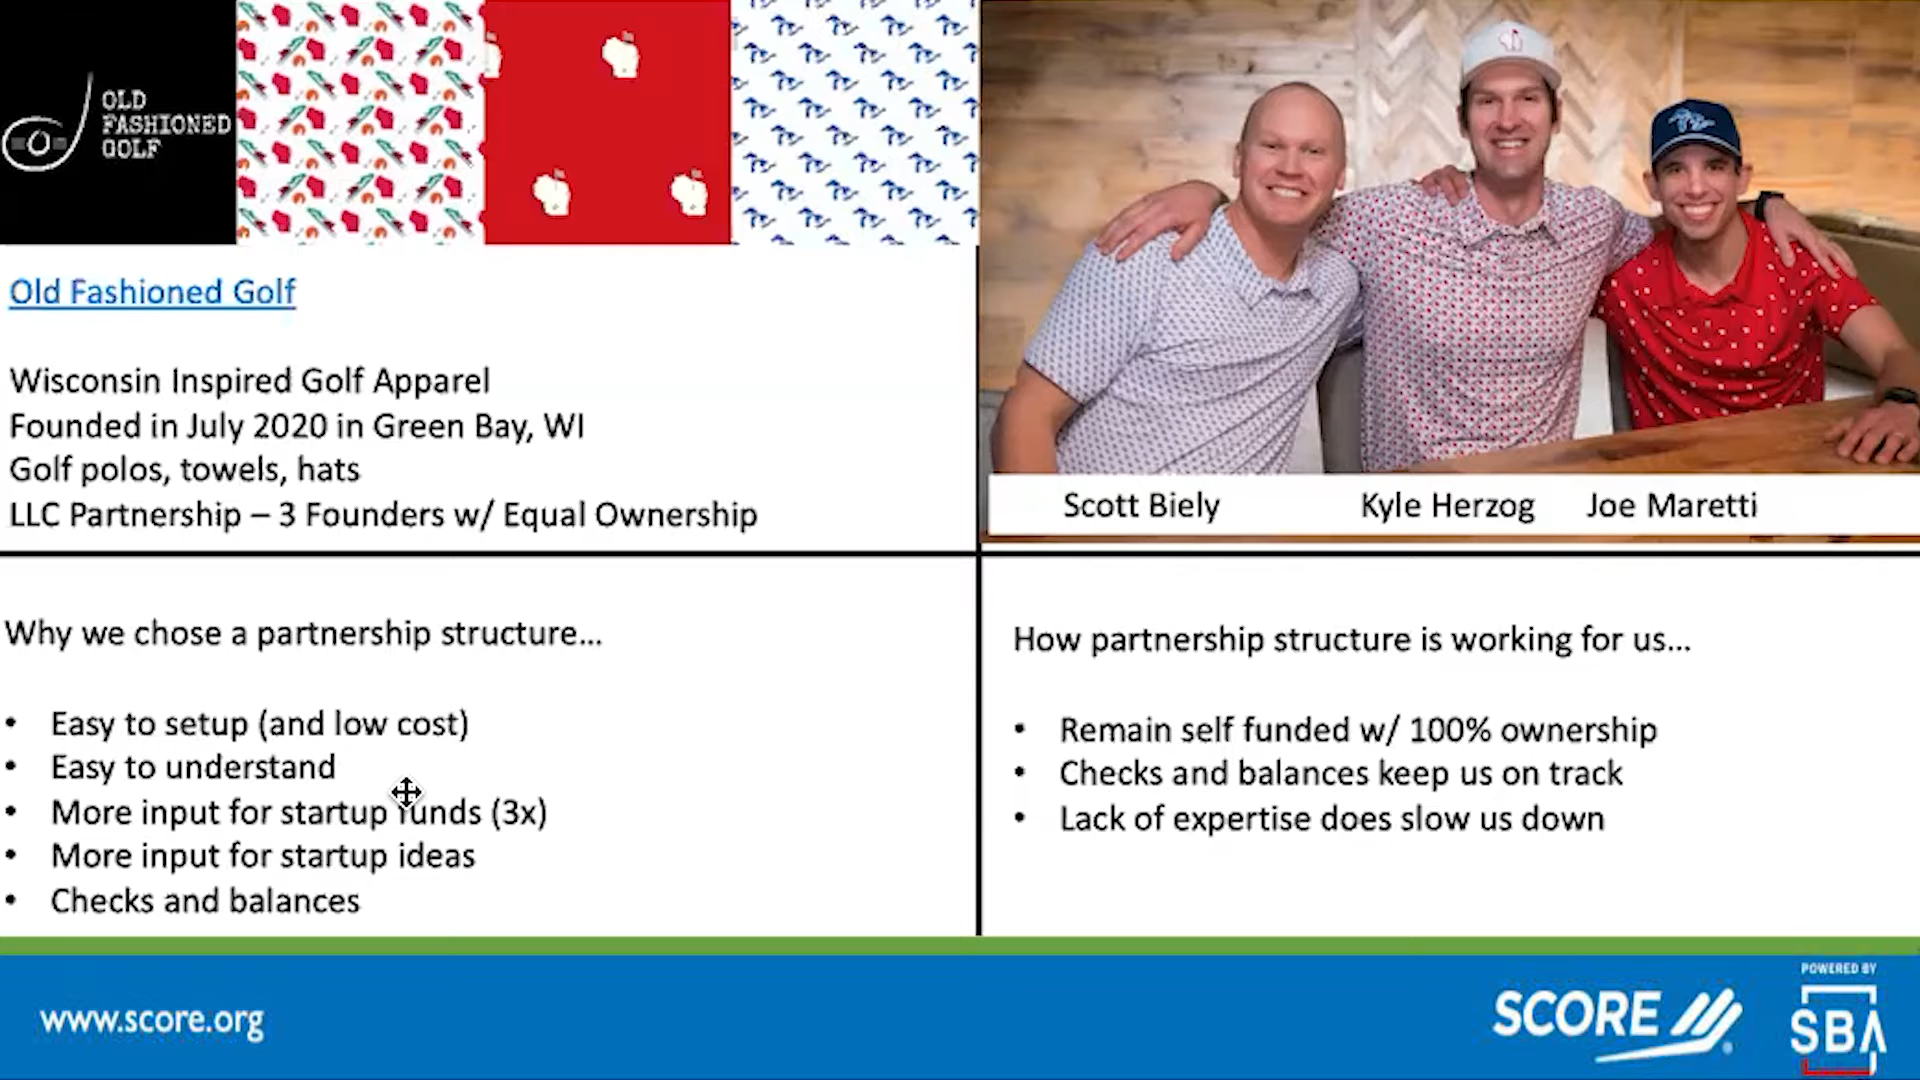 OLD
FASHIONED
GOLF
Old Fashioned Golf
Wisconsin Inspired Golf Apparel
Founded in July 2020 in Green Bay, WI
Golf polos, towels, hats
LLC Partnership – 3 Founders w/ Equal Ownership
Scott Biely Kyle Herzog Joe Maretti
Why we chose a partnership structure...
• Easy to setup (and low cost)
• Easy to understand
• More input for startup funds (3x)
• More input for startup ideas
• Checks and balances
How partnership structure is working for us...
• Remain self funded w/ 100% ownership
• Checks and balances keep us on track
• Lack of expertise does slow us down
www.score.org
SCORE
POWERED BY
SBA